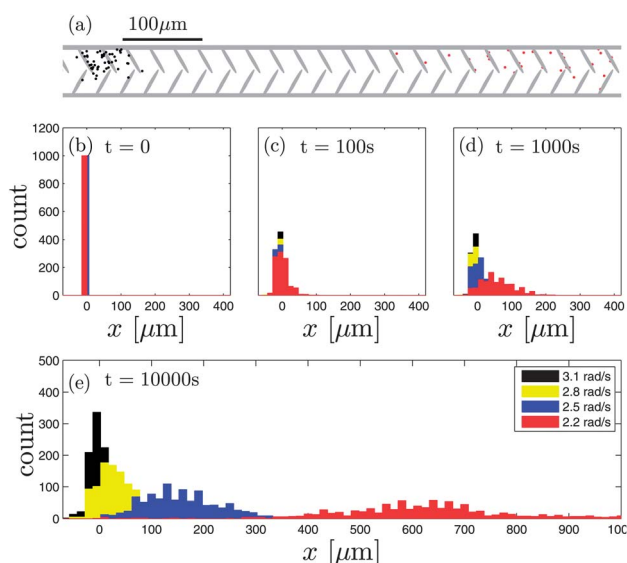 (a)
100μm
(b) t = 0
(c) t = 100s
(d) t = 1000s
1200
1000
800
600
400
200
0
count
0 100 200 300 400
0 100 200 300 400
0 100 200 300 400
x [μm]
x [μm]
x [μm]
(e) t = 10000s
3.1 rad/s
2.8 rad/s
2.5 rad/s
2.2 rad/s
500
400
300
200
100
0
count
0 100 200 300 400 500 600 700 800 900 100
x [μm]